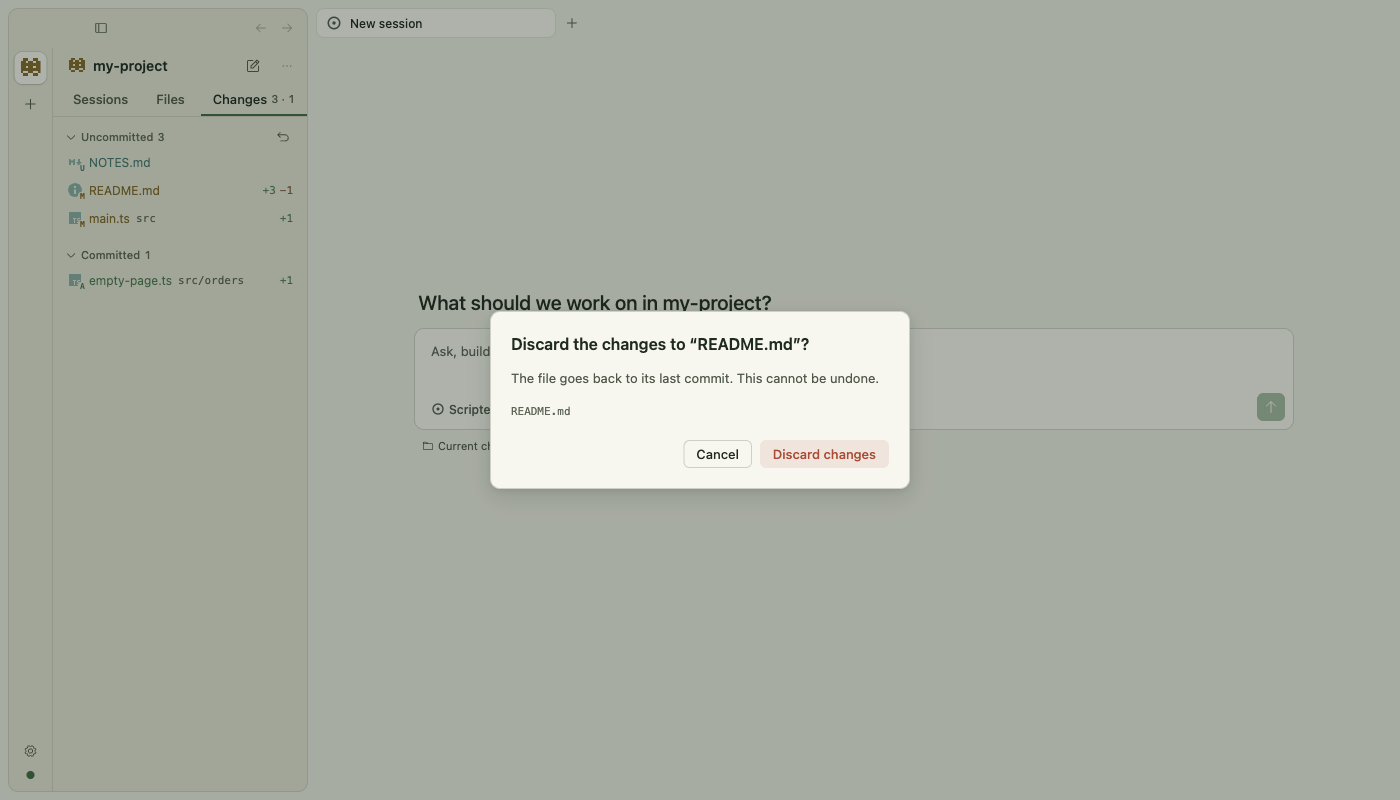 New session
my-project
Sessions Files Changes 3 · 1
Uncommitted 3
NOTES.md
README.md +3 −1
main.ts src +1
Committed 1
empty-page.ts src/orders +1
What should we work on in my-project?
Ask, build
Scripte
Current ch
Discard the changes to “README.md”?
The file goes back to its last commit. This cannot be undone.
README.md
Cancel Discard changes